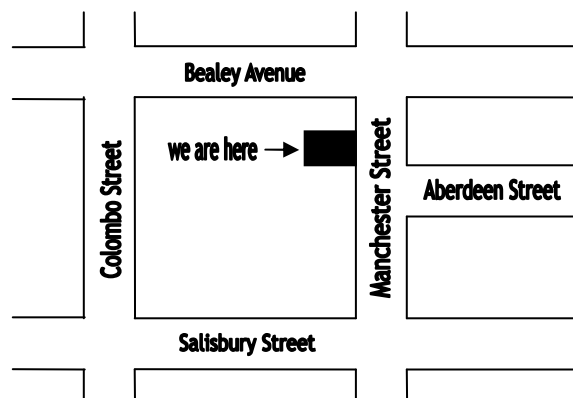 Bealey Avenue
we are here
Colombo Street
Manchester Street
Aberdeen Street
Salisbury Street